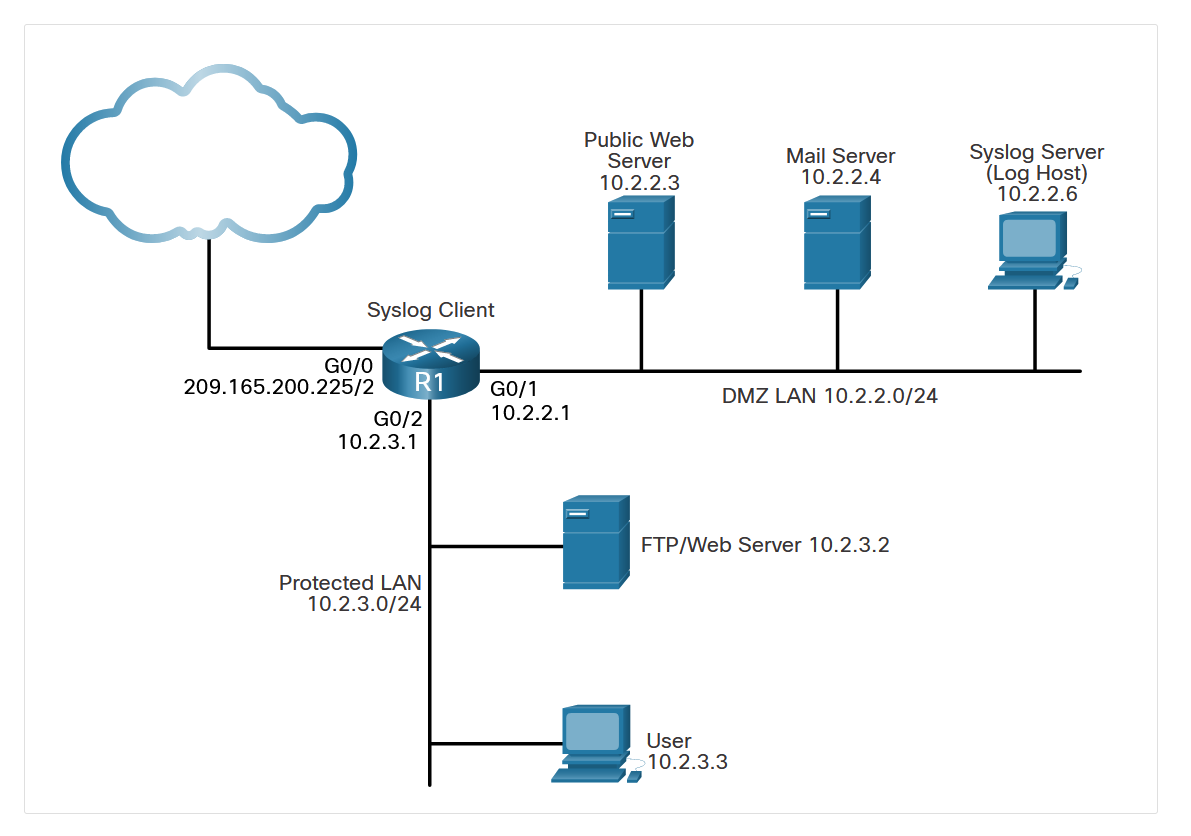 Public Web
Server
10.2.2.3
Mail Server
10.2.2.4
Syslog Server
(Log Host)
10.2.2.6
Syslog Client
R1
G0/0
209.165.200.225/2
G0/1
10.2.2.1
DMZ LAN 10.2.2.0/24
G0/2
10.2.3.1
FTP/Web Server 10.2.3.2
Protected LAN
10.2.3.0/24
User
10.2.3.3